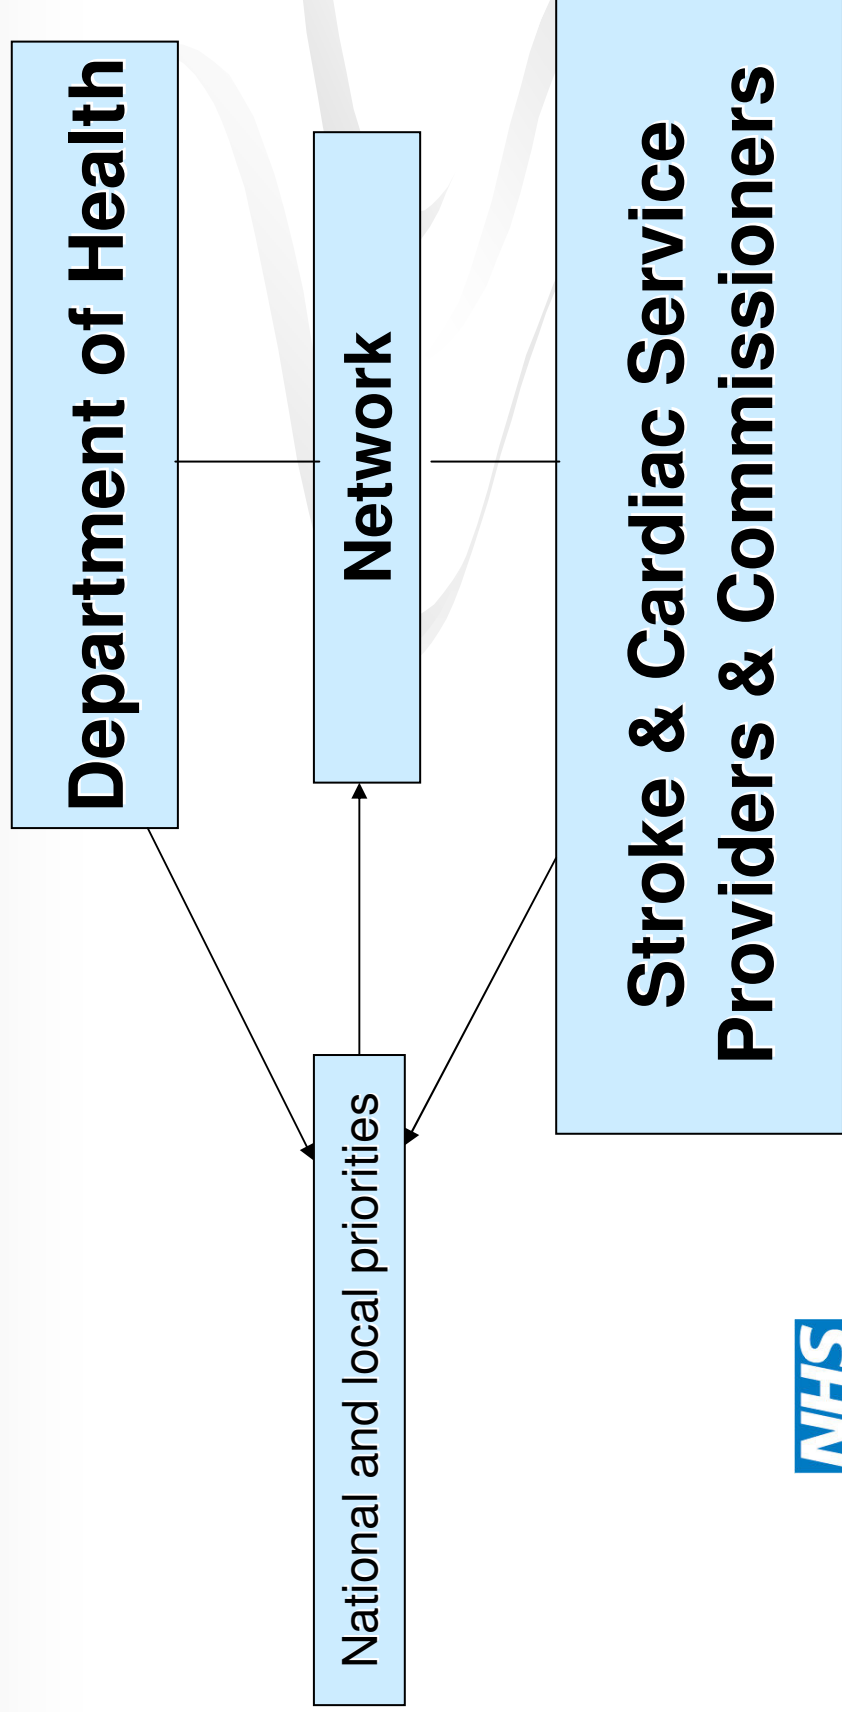 Department of Health
Network
National and local priorities
Stroke & Cardiac Service
Providers & Commissioners
NHS